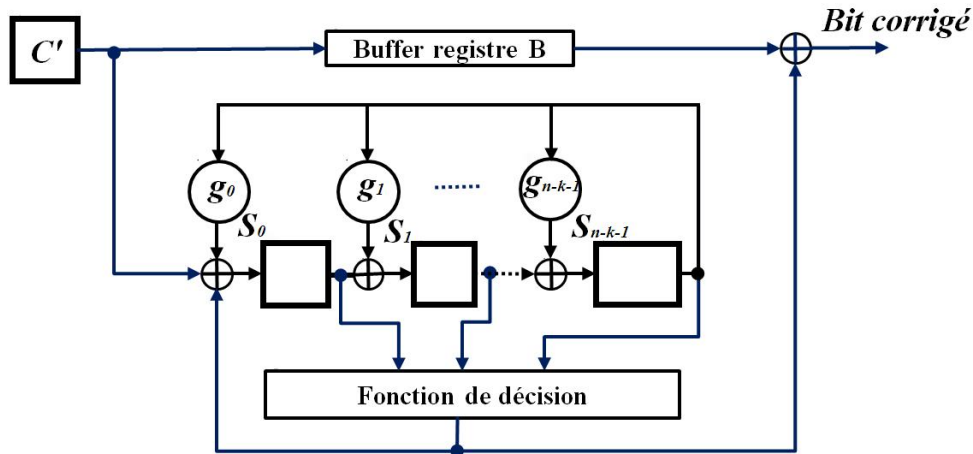 Bit corrigé
C' Buffer registre B
g0 g1 ........ gn-k-1
S0 S1 Sn-k-1
Fonction de décision